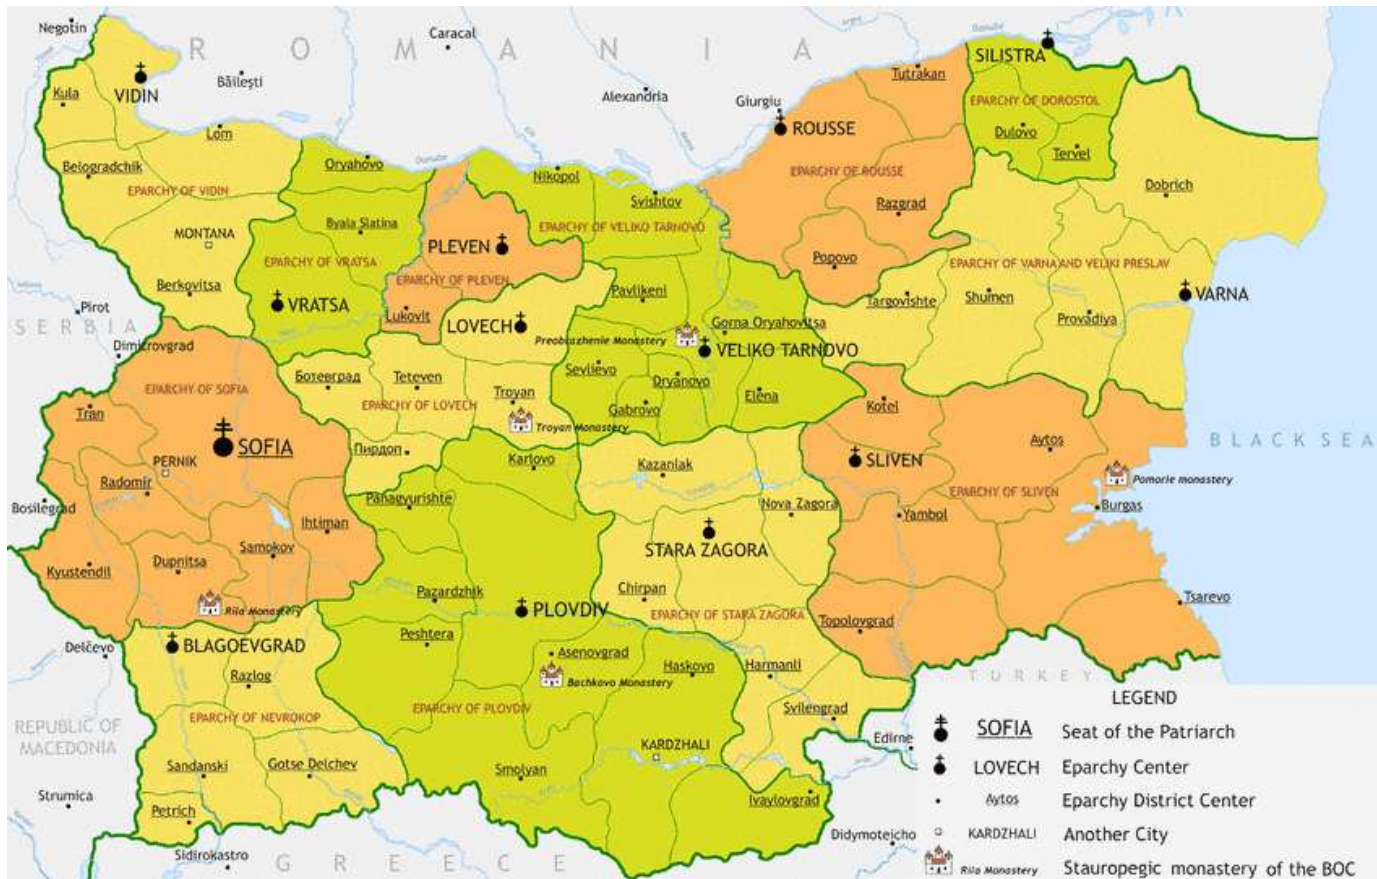 Negotin
ROMANIA
Caracal
Băileşti
Alexandria
Giurgiu
Danube
Danube
SILISTRA
Tutrakan
VIDIN
Kula
Lom
ROUSSE
EPARCHY OF DOROSTOL
Dulovo
Tervel
Belogradchik
EPARCHY OF VIDIN
Oryahovo
Nikopol
Svishtov
EPARCHY OF ROUSSE
Razgrad
Dobrich
MONTANA
Byala Slatina
EPARCHY OF VRATSA
PLEVEN
EPARCHY OF PLEVEN
EPARCHY OF VELIKO TARNOVO
Popovo
EPARCHY OF VARNA AND VELIKI PRESLAV
Berkovitsa
VRATSA
Lukovit
LOVECH
Pavlikeni
Targovishte
Shumen
Provadiya
VARNA
Pirot
SERBIA
Dimitrovgrad
Preobrazhenie Monastery
Gorna Oryahovitsa
VELIKO TARNOVO
EPARCHY OF SOFIA
Ботевград
Teteven
Troyan
EPARCHY OF LOVECH
Troyan Monastery
Sevlievo
Dryanovo
Gabrovo
Elena
Kotel
Tran
SOFIA
PERNIK
Radomir
Пирдоп
Karlovo
Kazanlak
SLIVEN
Aytos
BLACK SEA
Pomorie monastery
EPARCHY OF SLIVEN
Burgas
Bosilegrad
Panagyurishte
Ihtiman
Nova Zagora
Yambol
STARA ZAGORA
Samokov
Dupnitsa
Kyustendil
Rila Monastery
Pazardzhik
PLOVDIV
Chirpan
EPARCHY OF STARA ZAGORA
Topolovgrad
Tsarevo
Delčevo
BLAGOEVGRAD
Razlog
Peshtera
Asenovgrad
Bachkovo Monastery
Haskovo
Harmanli
TURKEY
REPUBLIC OF
MACEDONIA
EPARCHY OF NEVROKOP
EPARCHY OF PLOVDIV
Svilengrad
Edirne
KARDZHALI
Sandanski
Gotse Delchev
Smolyan
Ivaylovgrad
Strumica
Petrich
Sidirokastro
GREECE
Didymoteicho
LEGEND
SOFIA Seat of the Patriarch
LOVECH Eparchy Center
Aytos Eparchy District Center
KARDZHALI Another City
Rila Monastery Stauropegic monastery of the BOC